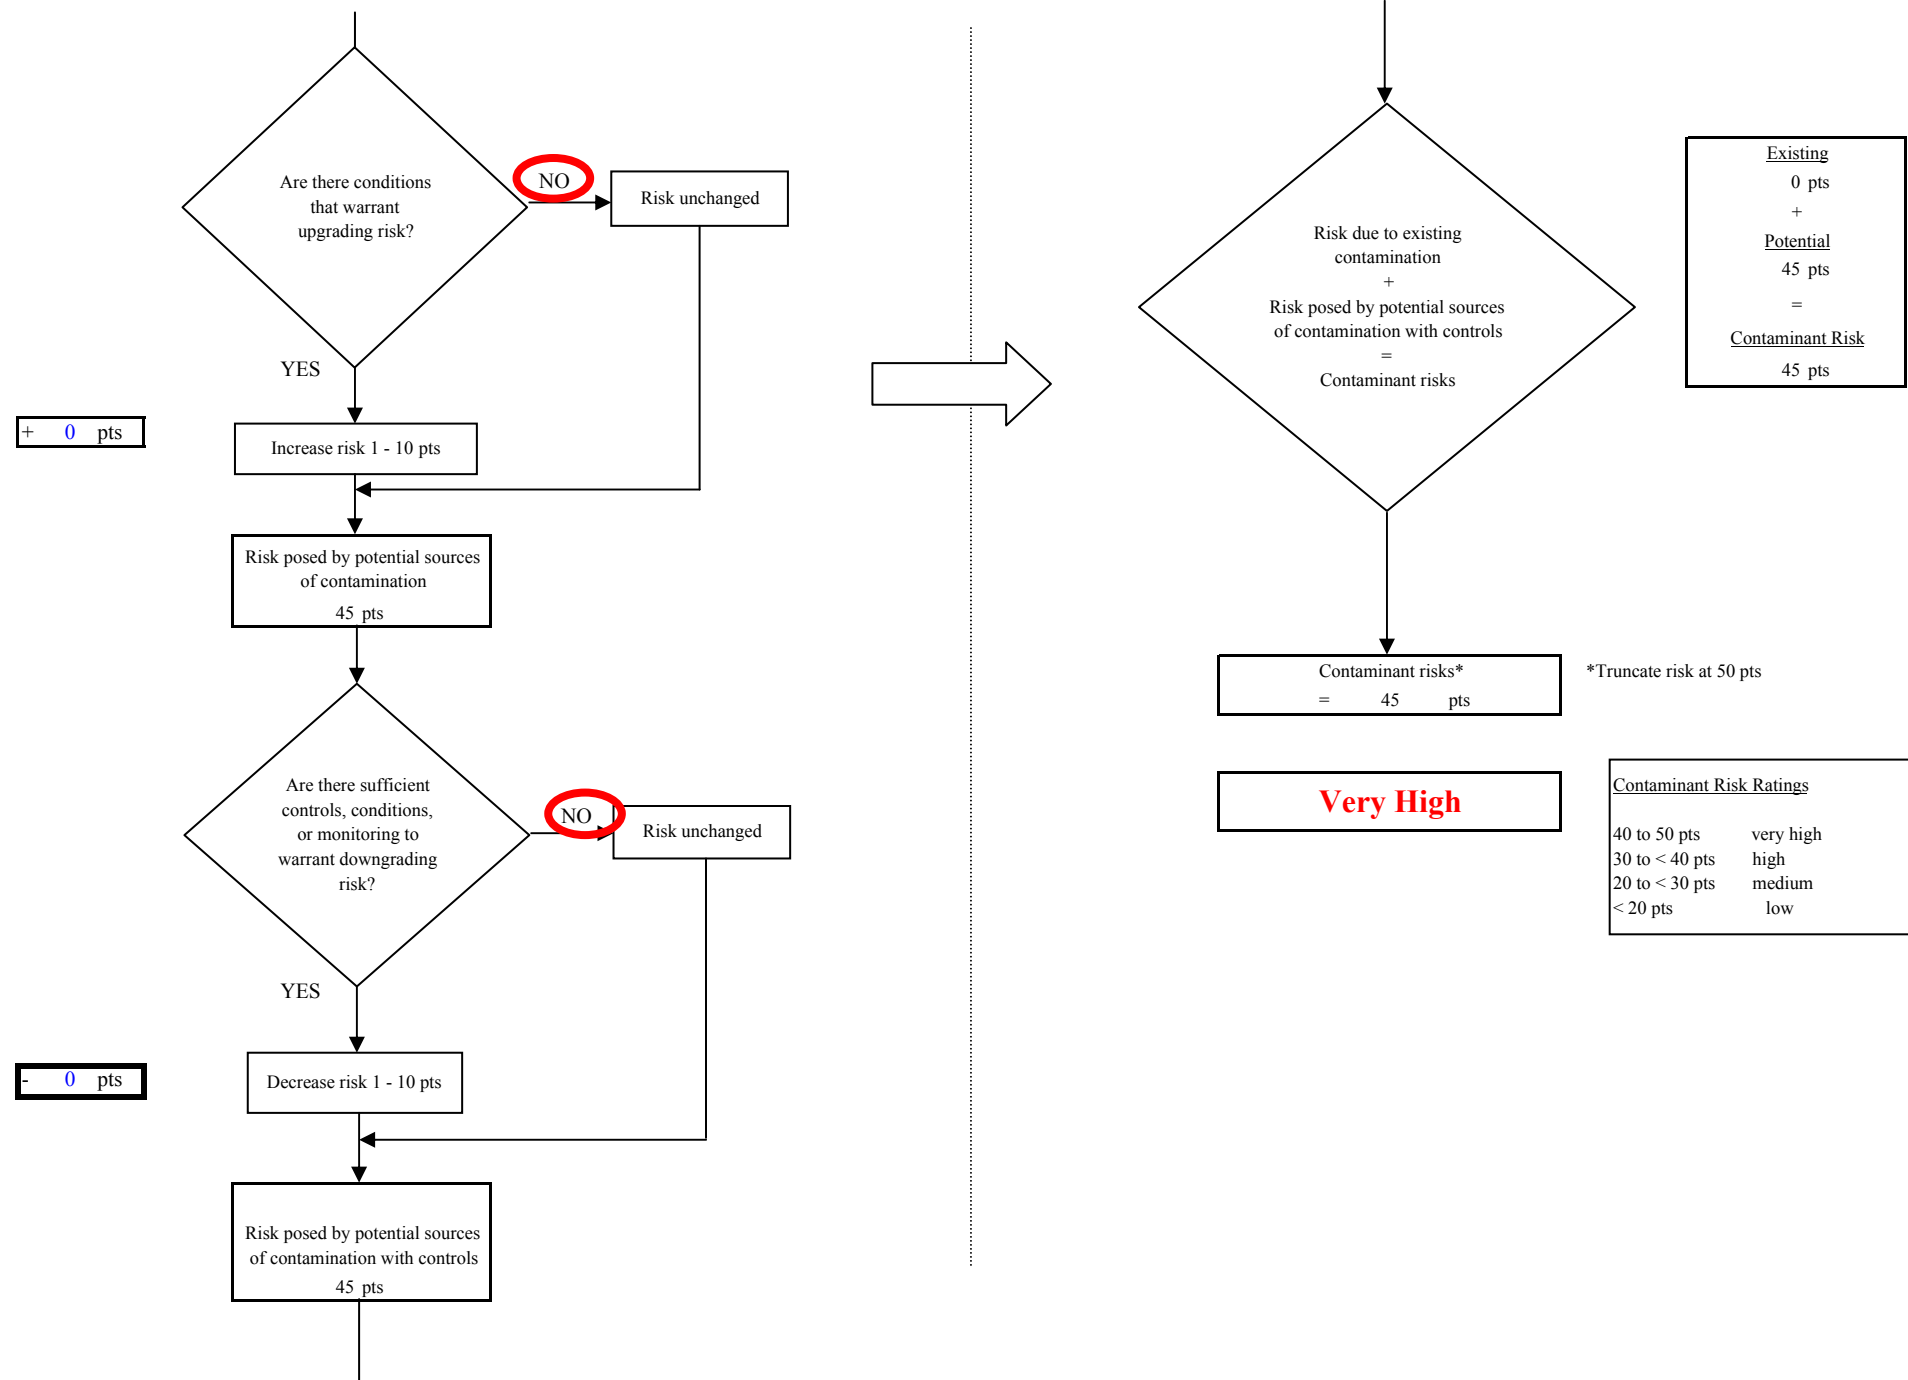 Are there conditions
that warrant
upgrading risk?
NO
Risk unchanged
YES
+ 0 pts
Increase risk 1 - 10 pts
Risk posed by potential sources
of contamination
45 pts
Are there sufficient
controls, conditions,
or monitoring to
warrant downgrading
risk?
NO
Risk unchanged
YES
- 0 pts
Decrease risk 1 - 10 pts
Risk posed by potential sources
of contamination with controls
45 pts
Risk due to existing
contamination
+
Risk posed by potential sources
of contamination with controls
=
Contaminant risks
Existing
0 pts
+
Potential
45 pts
=
Contaminant Risk
45 pts
Contaminant risks*
= 45 pts
*Truncate risk at 50 pts
Very High
Contaminant Risk Ratings
40 to 50 pts very high
30 to < 40 pts high
20 to < 30 pts medium
< 20 pts low